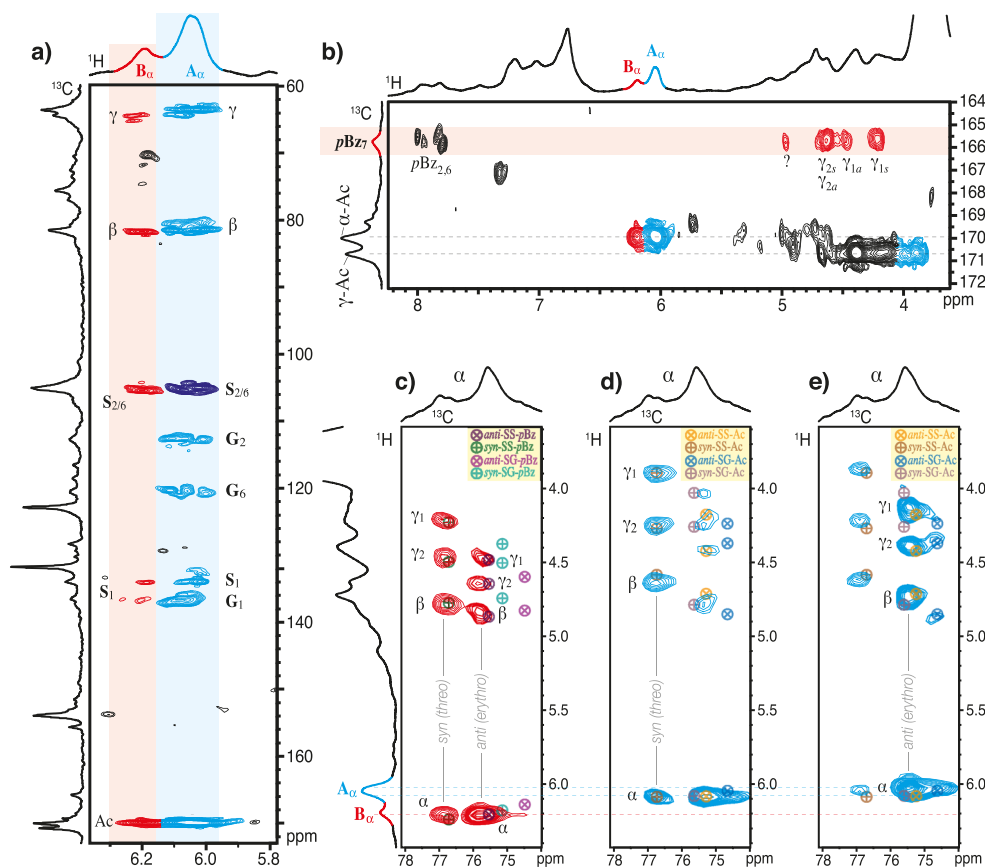 a)
¹H
Bα
Aα
¹³C
60
γ
γ
80
β
β
100
S2/6
S2/6
G2
120
G6
S1
S1
G1
140
160
Ac
ppm
6.2
6.0
5.8
b)
¹H
Bα
Aα
¹³C
164
165
pBz7
166
pBz2,6
?
γ2s
γ1a
γ1s
γ2a
167
168
169
α-Ac
170
γ-Ac
171
172
8
7
6
5
4
ppm
c)
α
¹³C
¹H
anti-SS-pBz
syn-SS-pBz
anti-SG-pBz
syn-SG-pBz
γ1
4.0
γ2
γ1
4.5
γ2
β
β
5.0
syn (threo)
anti (erythro)
5.5
6.0
Aα
Bα
α
α
78
76
74
ppm
d)
α
¹³C
¹H
anti-SS-Ac
syn-SS-Ac
anti-SG-Ac
syn-SG-Ac
γ1
4.0
γ2
4.5
β
5.0
syn (threo)
5.5
6.0
α
78
76
74
ppm
e)
α
¹³C
¹H
anti-SS-Ac
syn-SS-Ac
anti-SG-Ac
syn-SG-Ac
4.0
γ1
γ2
4.5
β
5.0
anti (erythro)
5.5
6.0
α
78
76
74
ppm